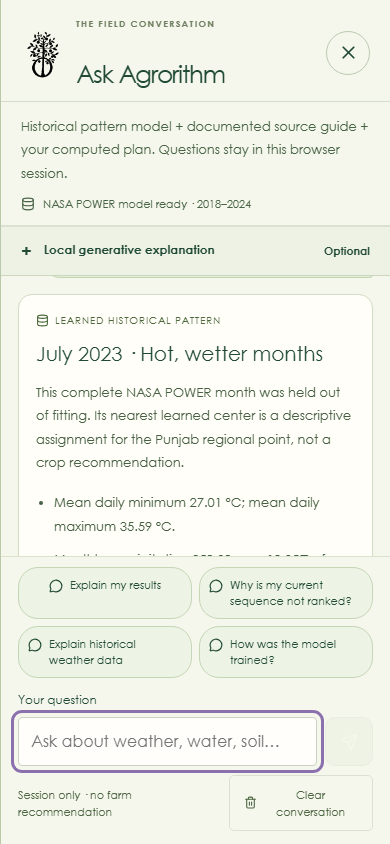 THE FIELD CONVERSATION
Ask Agrorithm
Historical pattern model + documented source guide +
your computed plan. Questions stay in this browser
session.
NASA POWER model ready · 2018–2024
+ Local generative explanation
Optional
LEARNED HISTORICAL PATTERN
July 2023 · Hot, wetter months
This complete NASA POWER month was held out
of fitting. Its nearest learned center is a descriptive
assignment for the Punjab regional point, not a
crop recommendation.
• Mean daily minimum 27.01 °C; mean daily
maximum 35.59 °C.
Explain my results
Why is my current
sequence not ranked?
Explain historical
weather data
How was the model
trained?
Your question
Ask about weather, water, soil...
Session only · no farm
recommendation
Clear
conversation